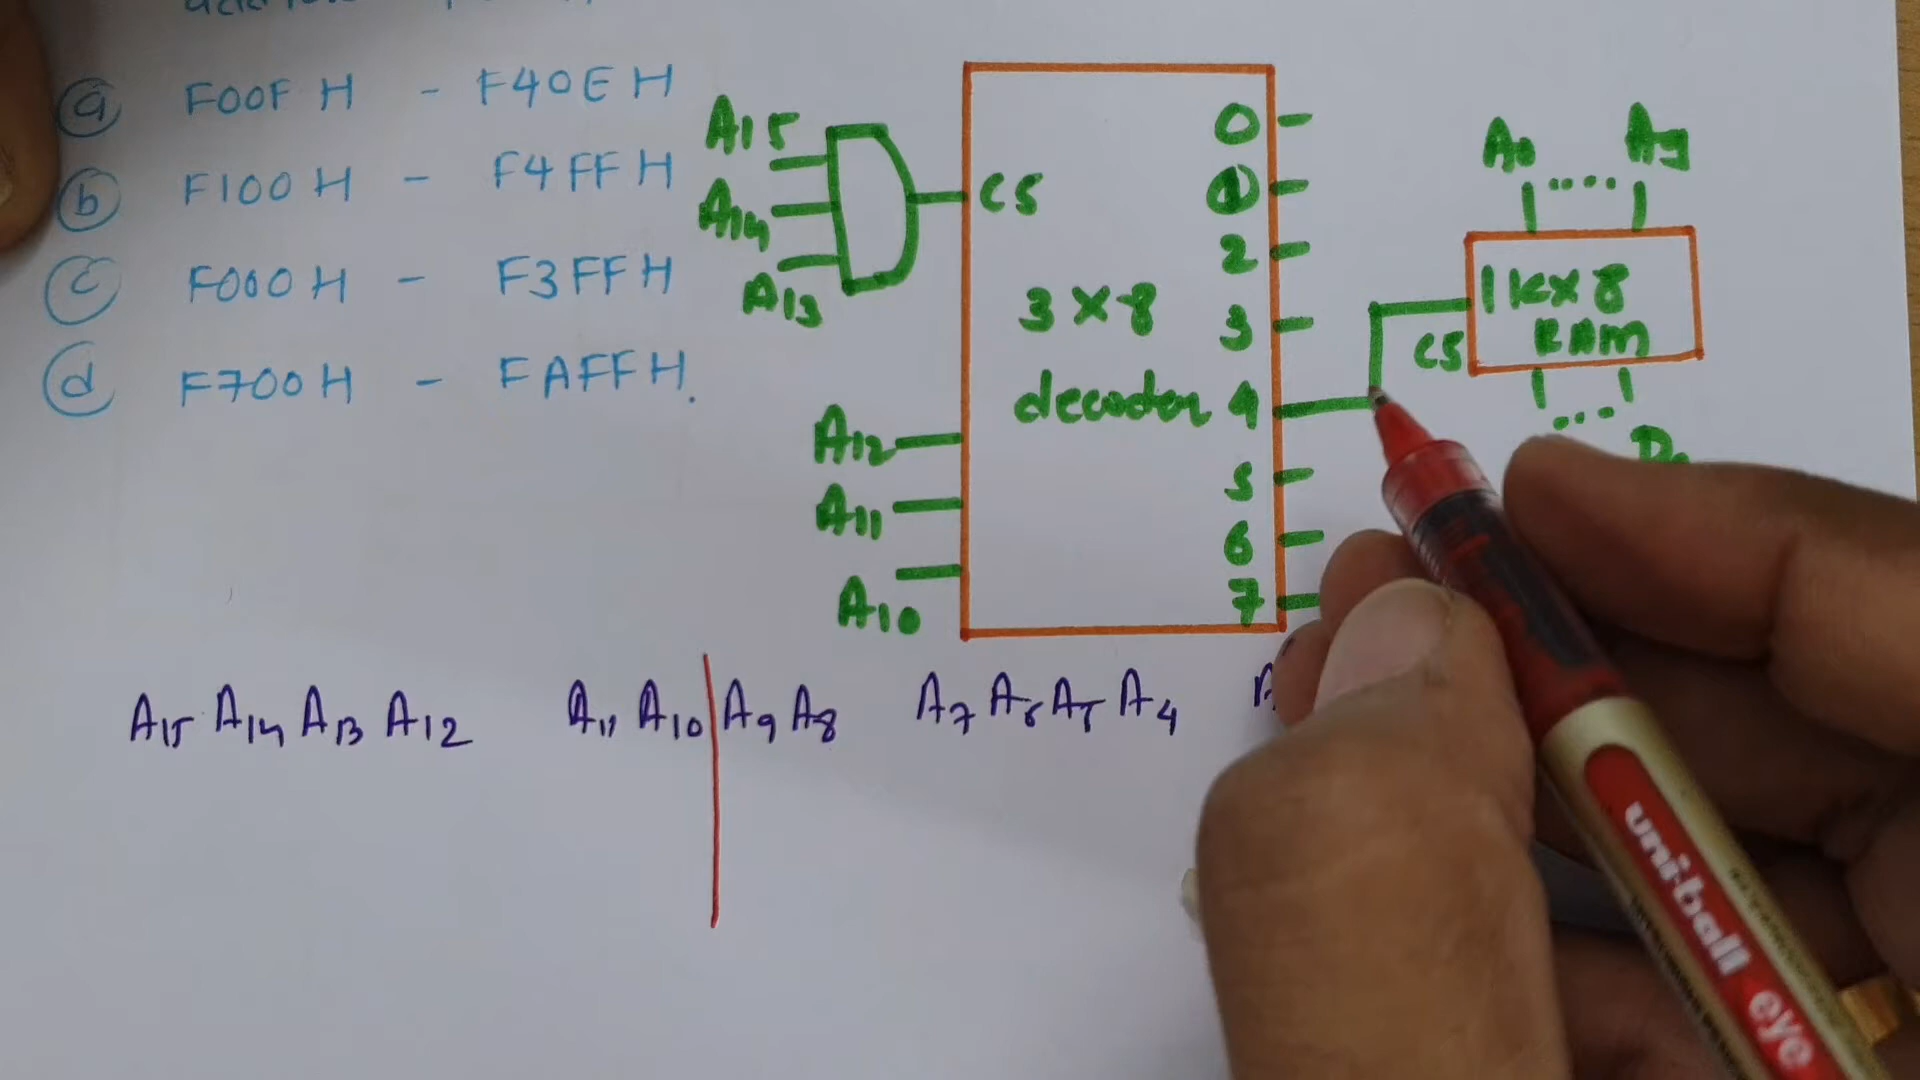 ⓐ F00F H - F40E H
ⓑ F100 H - F4FF H
ⓒ F000 H - F3FF H
ⓓ F700 H - FAFF H.
A15
A14
A13
CS
3 x 8
decoder
A12
A11
A10
0
1
2
3
4
5
6
7
A0 .... A9
1K x 8
RAM
CS
...
A15 A14 A13 A12 A11 A10 A9 A8 A7 A6 A5 A4
uni-ball eye